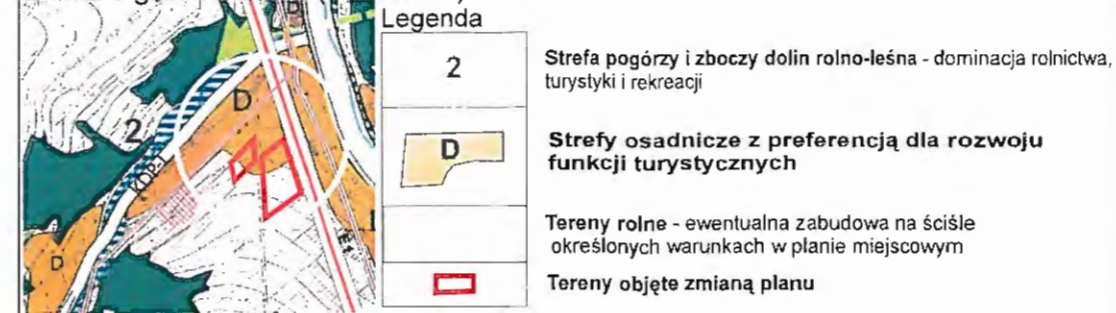 Legenda
2
Strefa pogórzy i zboczy dolin rolno-leśna - dominacja rolnictwa,
turystyki i rekreacji
D
Strefy osadnicze z preferencją dla rozwoju
funkcji turystycznych
Tereny rolne - ewentualna zabudowa na ściśle
określonych warunkach w planie miejscowym
Tereny objęte zmianą planu
D
D
2
D